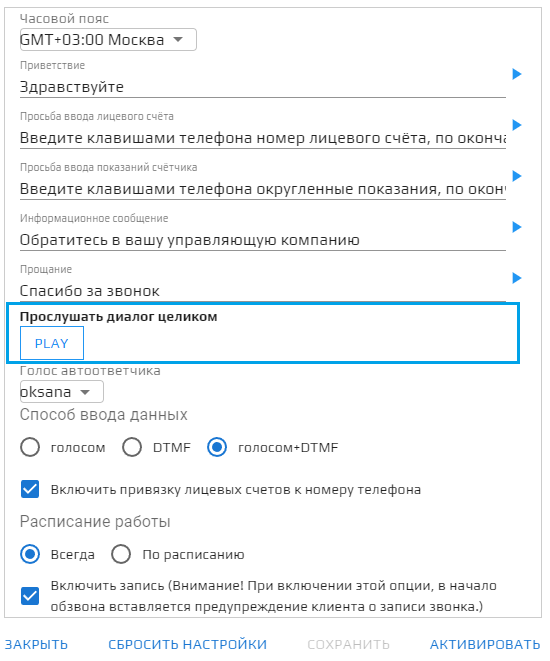 Часовой пояс
GMT+03:00 Москва
Приветствие
Здравствуйте
Просьба ввода лицевого счёта
Введите клавишами телефона номер лицевого счёта, по
Просьба ввода показаний счётчика
Введите клавишами телефона округленные показания, по
Информационное сообщение
Обратитесь в вашу управляющую компанию
Прощание
Спасибо за звонок
Прослушать диалог целиком
PLAY
Голос автоответчика
oksana
Способ ввода данных
голосом DTMF голосом+DTMF
Включить привязку лицевых счетов к номеру телефона
Расписание работы
Всегда По расписанию
Включить запись (Внимание! При включении этой опции, в начало
обзвона вставляется предупреждение клиента о записи звонка.)
ЗАКРЫТЬ СБРОСИТЬ НАСТРОЙКИ СОХРАНИТЬ АКТИВИРОВАТЬ